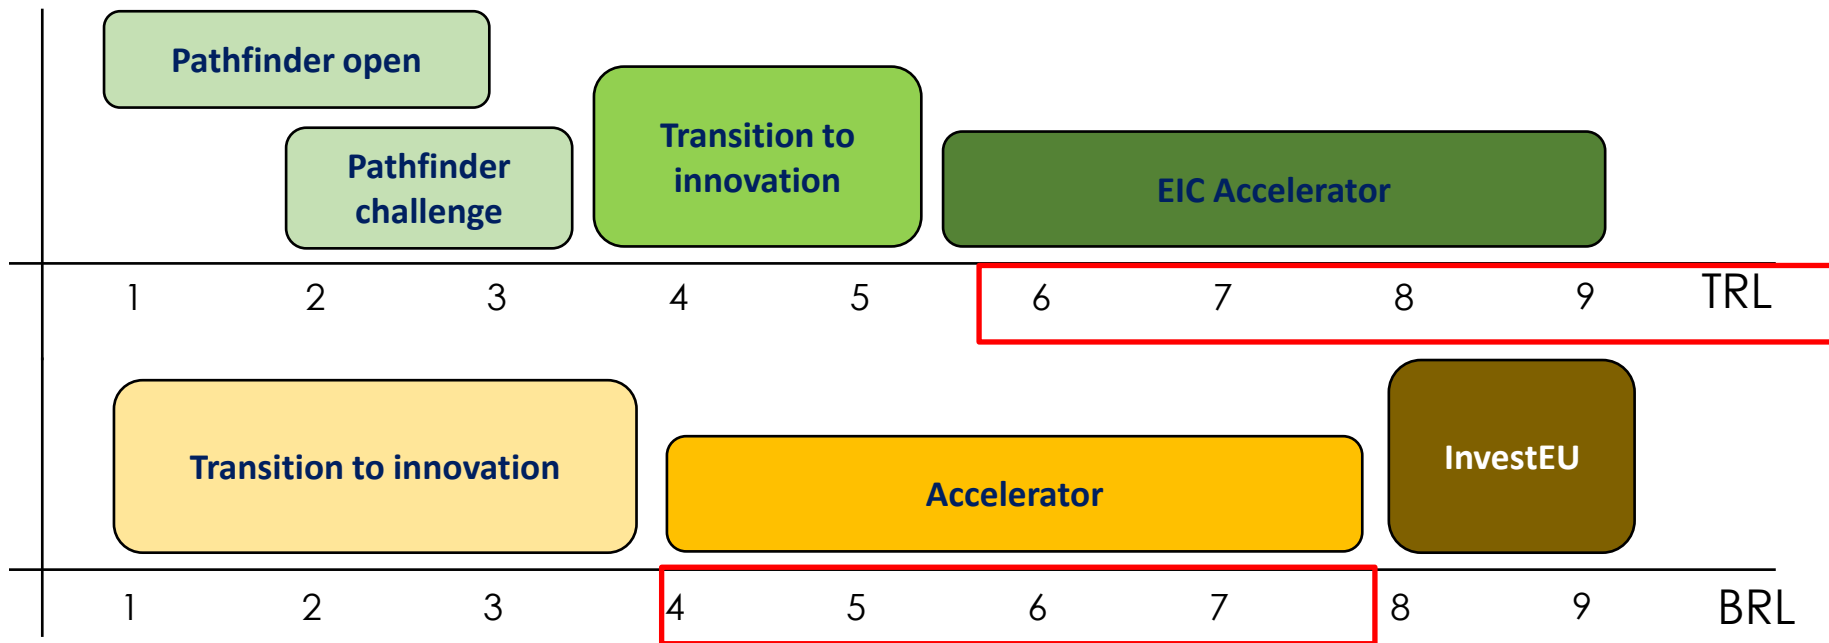 Pathfinder open
Pathfinder
challenge
Transition to
innovation
EIC Accelerator
1 2 3 4 5 6 7 8 9 TRL
Transition to innovation
Accelerator
InvestEU
1 2 3 4 5 6 7 8 9 BRL